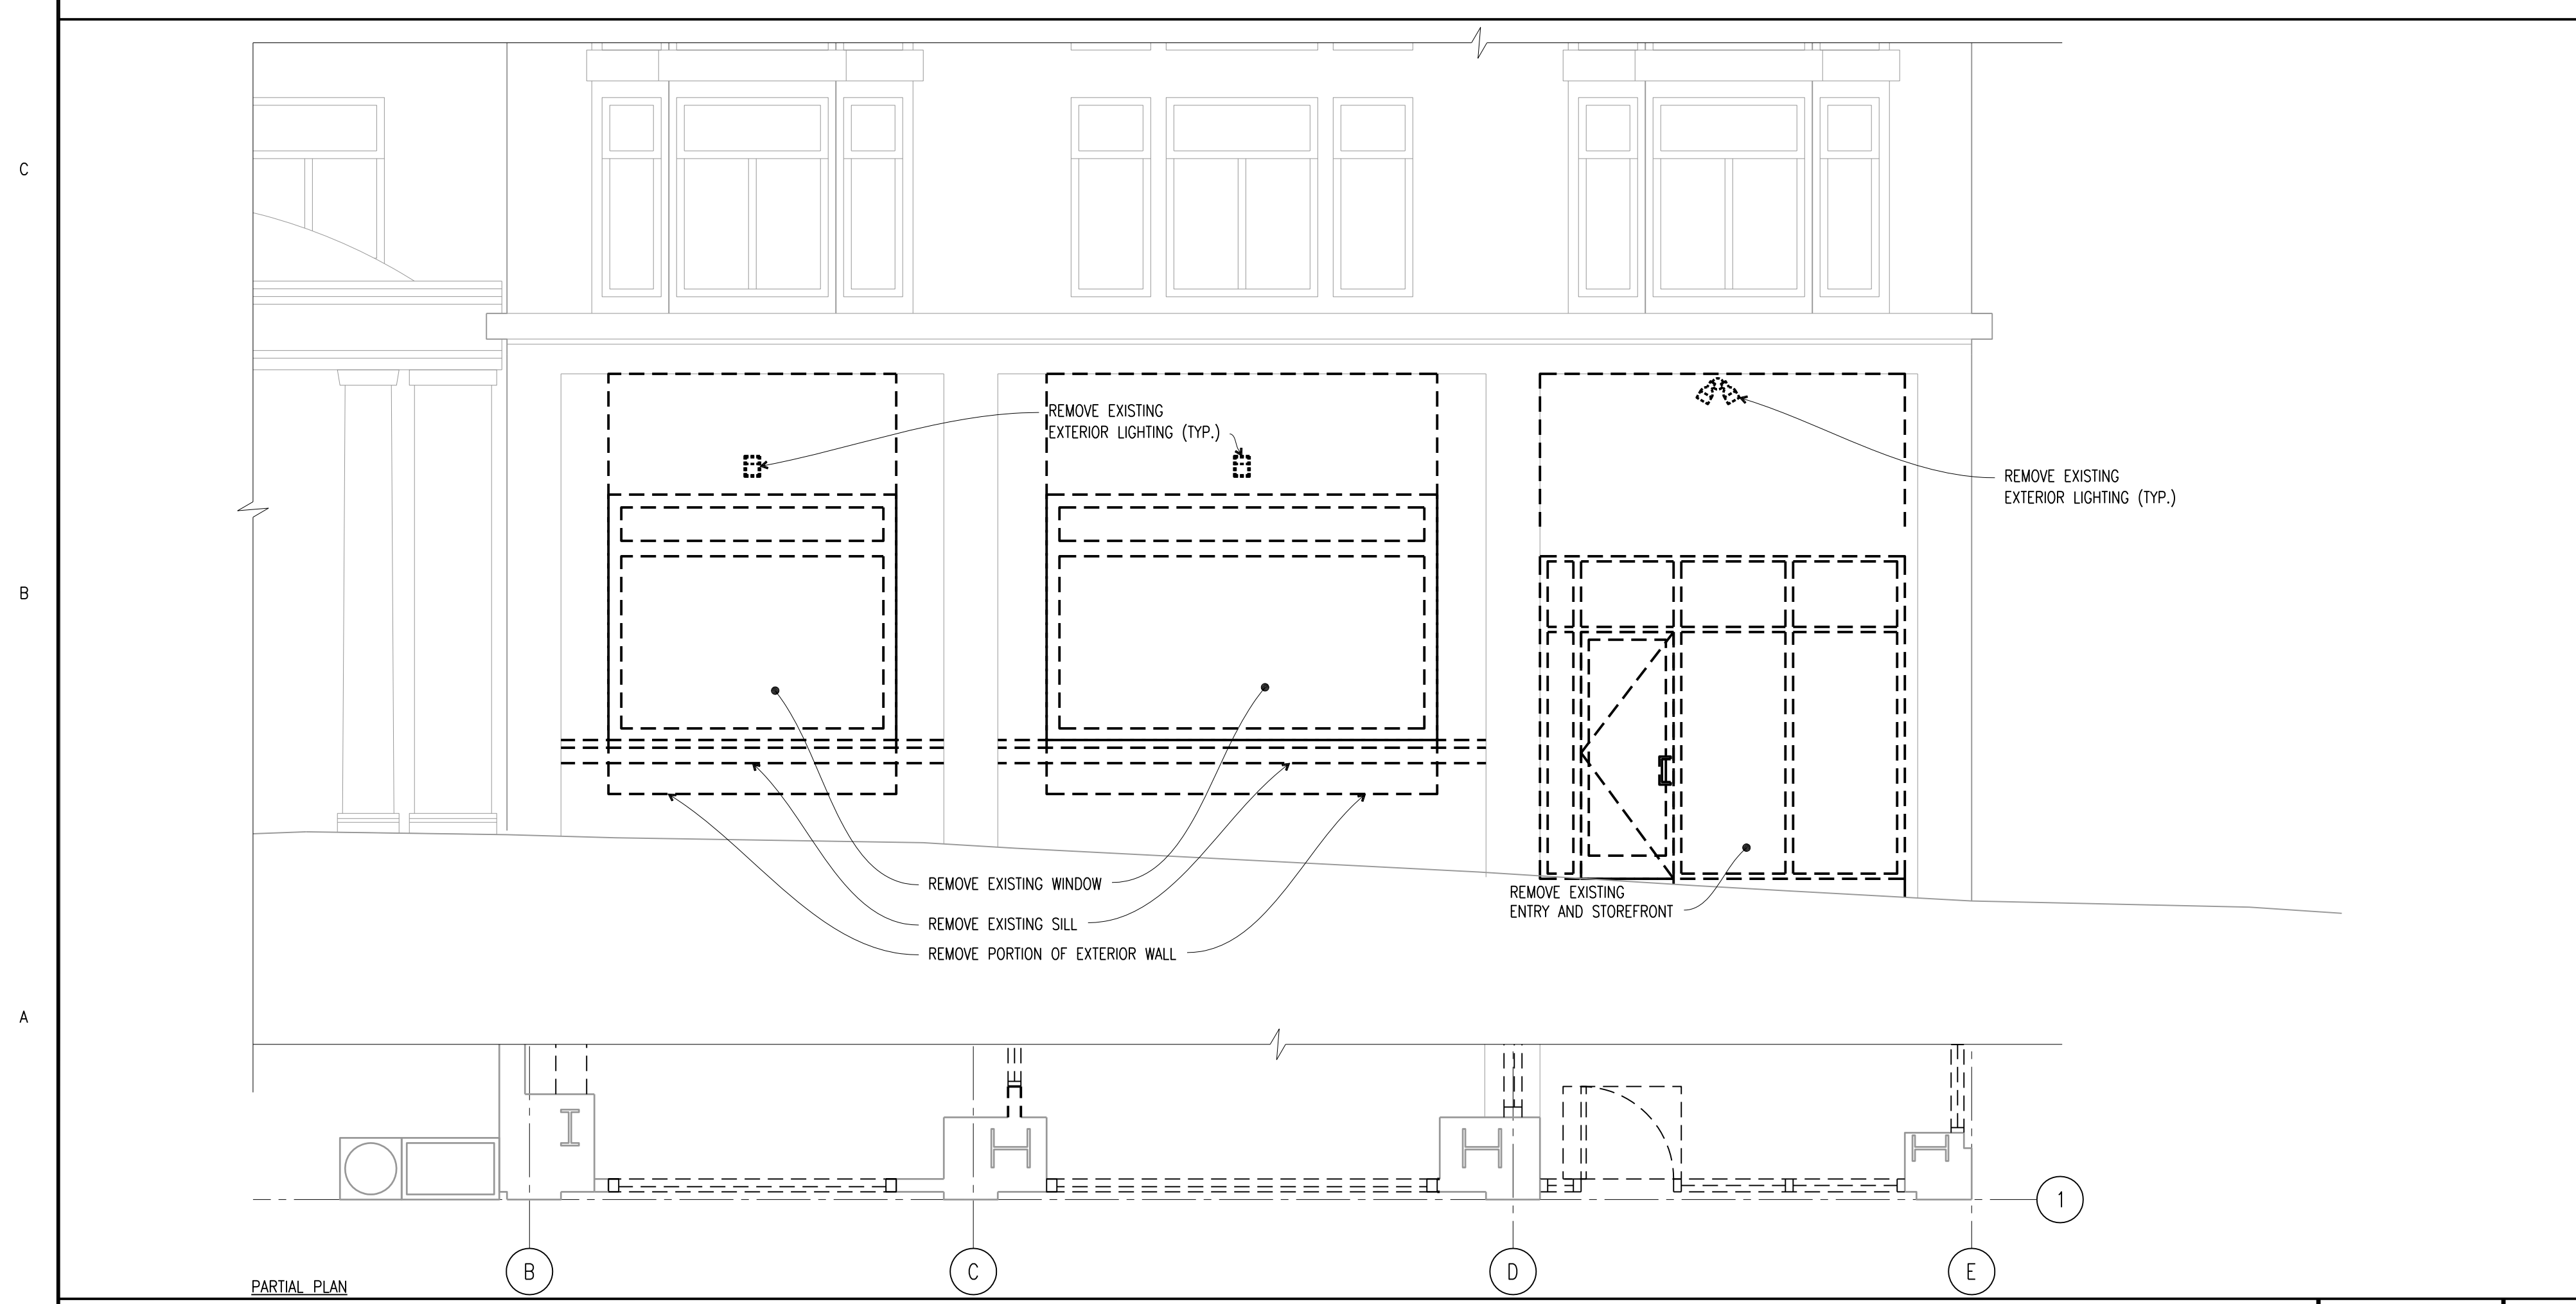 C
REMOVE EXISTING
EXTERIOR LIGHTING (TYP.)
REMOVE EXISTING
EXTERIOR LIGHTING (TYP.)
B
REMOVE EXISTING WINDOW
REMOVE EXISTING
ENTRY AND STOREFRONT
REMOVE EXISTING SILL
REMOVE PORTION OF EXTERIOR WALL
A
1
B
C
D
E
PARTIAL PLAN